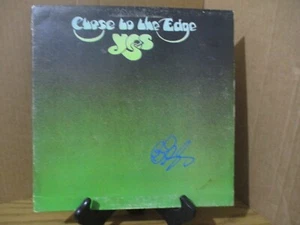 Close to the Edge
YES